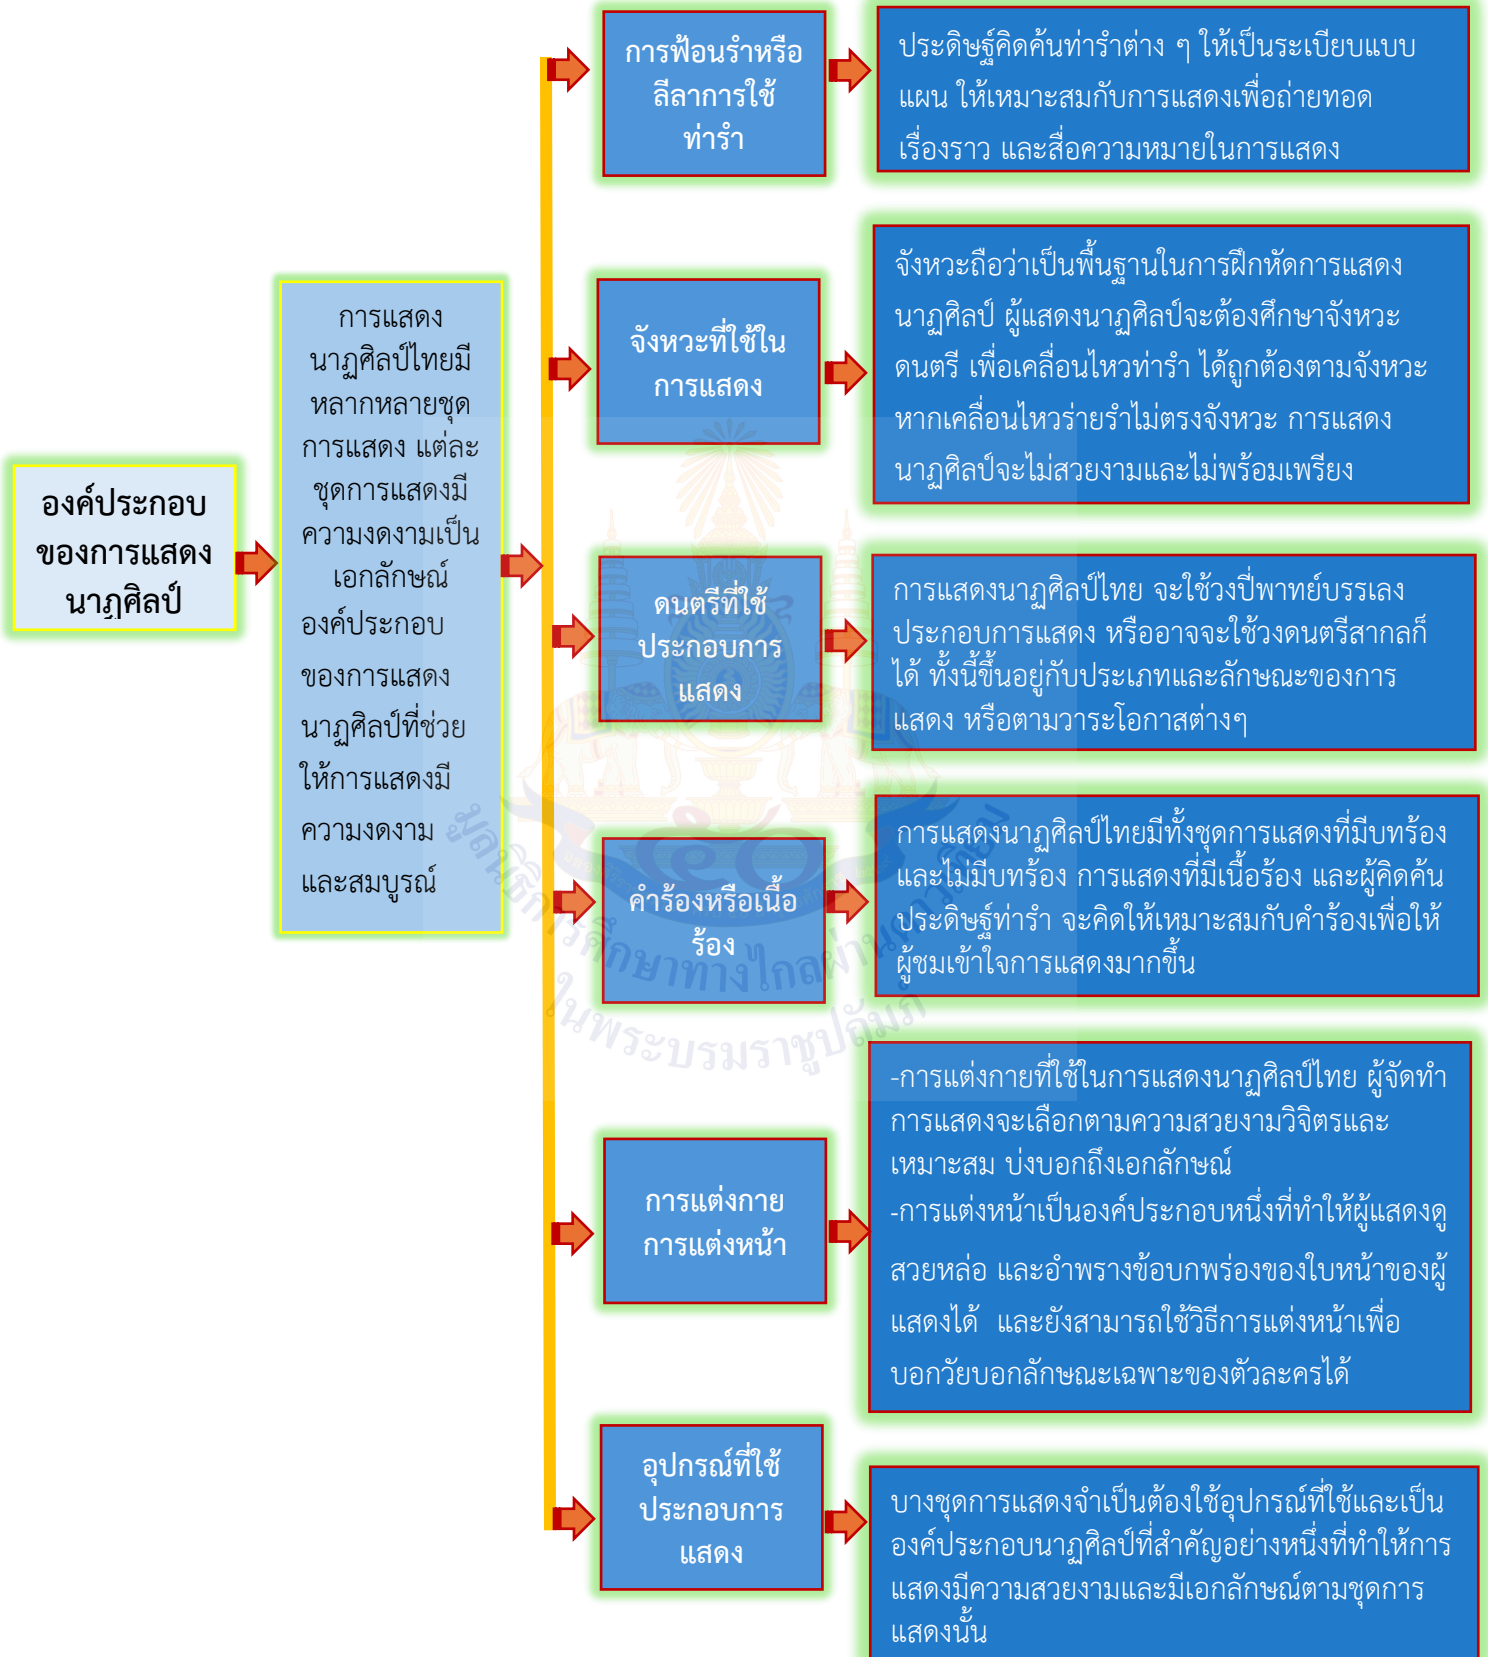 องค์ประกอบ
ของการแสดง
นาฏศิลป์
การแสดง
นาฏศิลป์ไทยมี
หลากหลายชุด
การแสดง แต่ละ
ชุดการแสดงมี
ความงดงามเป็น
เอกลักษณ์
องค์ประกอบ
ของการแสดง
นาฏศิลป์ที่ช่วย
ให้การแสดงมี
ความงดงาม
และสมบูรณ์
การฟ้อนรำหรือ
ลีลาการใช้
ท่ารำ
ประดิษฐ์คิดค้นท่ารำต่าง ๆ ให้เป็นระเบียบแบบ
แผน ให้เหมาะสมกับการแสดงเพื่อถ่ายทอด
เรื่องราว และสื่อความหมายในการแสดง
จังหวะที่ใช้ใน
การแสดง
จังหวะถือว่าเป็นพื้นฐานในการฝึกหัดการแสดง
นาฏศิลป์ ผู้แสดงนาฏศิลป์จะต้องศึกษาจังหวะ
ดนตรี เพื่อเคลื่อนไหวท่ารำ ได้ถูกต้องตามจังหวะ
หากเคลื่อนไหวร่ายรำไม่ตรงจังหวะ การแสดง
นาฏศิลป์จะไม่สวยงามและไม่พร้อมเพรียง
ดนตรีที่ใช้
ประกอบการ
แสดง
การแสดงนาฏศิลป์ไทย จะใช้วงปี่พาทย์บรรเลง
ประกอบการแสดง หรืออาจจะใช้วงดนตรีสากลก็
ได้ ทั้งนี้ขึ้นอยู่กับประเภทและลักษณะของการ
แสดง หรือตามวาระโอกาสต่างๆ
คำร้องหรือเนื้อ
ร้อง
การแสดงนาฏศิลป์ไทยมีทั้งชุดการแสดงที่มีบทร้อง
และไม่มีบทร้อง การแสดงที่มีเนื้อร้อง และผู้คิดค้น
ประดิษฐ์ท่ารำ จะคิดให้เหมาะสมกับคำร้องเพื่อให้
ผู้ชมเข้าใจการแสดงมากขึ้น
การแต่งกาย
การแต่งหน้า
-การแต่งกายที่ใช้ในการแสดงนาฏศิลป์ไทย ผู้จัดทำ
การแสดงจะเลือกตามความสวยงามวิจิตรและ
เหมาะสม บ่งบอกถึงเอกลักษณ์
-การแต่งหน้าเป็นองค์ประกอบหนึ่งที่ทำให้ผู้แสดงดู
สวยหล่อ และอำพรางข้อบกพร่องของใบหน้าของผู้
แสดงได้  และยังสามารถใช้วิธีการแต่งหน้าเพื่อ
บอกวัยบอกลักษณะเฉพาะของตัวละครได้
อุปกรณ์ที่ใช้
ประกอบการ
แสดง
บางชุดการแสดงจำเป็นต้องใช้อุปกรณ์ที่ใช้และเป็น
องค์ประกอบนาฏศิลป์ที่สำคัญอย่างหนึ่งที่ทำให้การ
แสดงมีความสวยงามและมีเอกลักษณ์ตามชุดการ
แสดงนั้น
๕๐
มูลนิธิการศึกษาทางไกลผ่านดาวเทียม
ในพระบรมราชูปถัมภ์